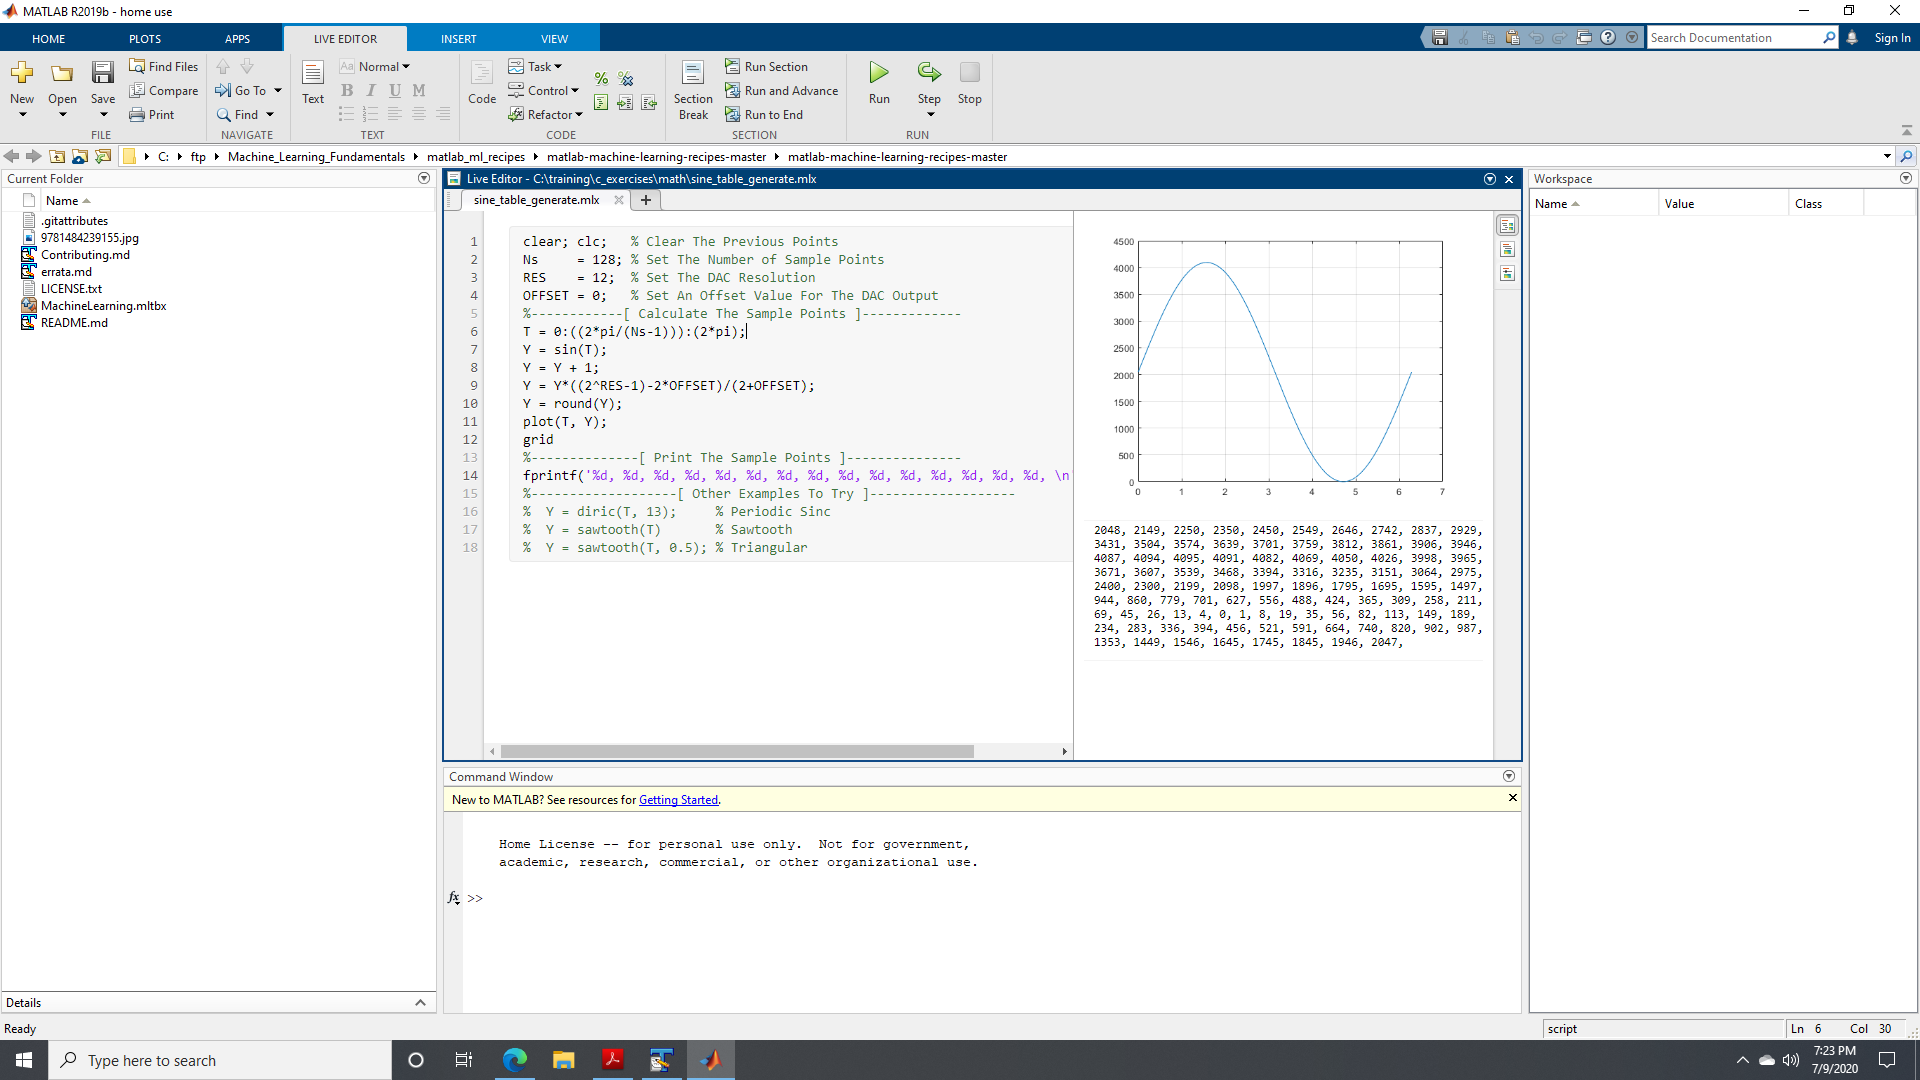 MATLAB R2019b - home use
HOME PLOTS APPS LIVE EDITOR INSERT VIEW Search Documentation Sign In
New Open Save Find Files Compare Print FILE
Go To Find NAVIGATE
Text Aa Normal B I U M TEXT
Code Task Control Refactor CODE
Section Break Run Section Run and Advance Run to End SECTION
Run Step Stop RUN
C: ftp Machine_Learning_Fundamentals matlab_ml_recipes matlab-machine-learning-recipes-master matlab-machine-learning-recipes-master
Current Folder
Name
.gitattributes
9781484239155.jpg
Contributing.md
errata.md
LICENSE.txt
MachineLearning.mltbx
README.md
Details
Live Editor - C:\training\c_exercises\math\sine_table_generate.mlx
sine_table_generate.mlx
1 clear; clc; % Clear The Previous Points
2 Ns = 128; % Set The Number of Sample Points
3 RES = 12; % Set The DAC Resolution
4 OFFSET = 0; % Set An Offset Value For The DAC Output
5 %------------[ Calculate The Sample Points ]-------------
6 T = 0:((2*pi/(Ns-1))):(2*pi);
7 Y = sin(T);
8 Y = Y + 1;
9 Y = Y*((2^RES-1)-2*OFFSET)/(2+OFFSET);
10 Y = round(Y);
11 plot(T, Y);
12 grid
13 %--------------[ Print The Sample Points ]---------------
14 fprintf('%d, %d, %d, %d, %d, %d, %d, %d, %d, %d, %d, %d, %d, %d, %d, \n'
15 %-------------------[ Other Examples To Try ]-------------------
16 % Y = diric(T, 13); % Periodic Sinc
17 % Y = sawtooth(T) % Sawtooth
18 % Y = sawtooth(T, 0.5); % Triangular
4500
4000
3500
3000
2500
2000
1500
1000
500
0
0 1 2 3 4 5 6 7
2048, 2149, 2250, 2350, 2450, 2549, 2646, 2742, 2837, 2929,
3431, 3504, 3574, 3639, 3701, 3759, 3812, 3861, 3906, 3946,
4087, 4094, 4095, 4091, 4082, 4069, 4050, 4026, 3998, 3965,
3671, 3607, 3539, 3468, 3394, 3316, 3235, 3151, 3064, 2975,
2400, 2300, 2199, 2098, 1997, 1896, 1795, 1695, 1595, 1497,
944, 860, 779, 701, 627, 556, 488, 424, 365, 309, 258, 211,
69, 45, 26, 13, 4, 0, 1, 8, 19, 35, 56, 82, 113, 149, 189,
234, 283, 336, 394, 456, 521, 591, 664, 740, 820, 902, 987,
1353, 1449, 1546, 1645, 1745, 1845, 1946, 2047,
Command Window
New to MATLAB? See resources for Getting Started.
Home License -- for personal use only. Not for government,
academic, research, commercial, or other organizational use.
fx >>
Workspace
Name Value Class
Ready
script Ln 6 Col 30
Type here to search
7:23 PM
7/9/2020